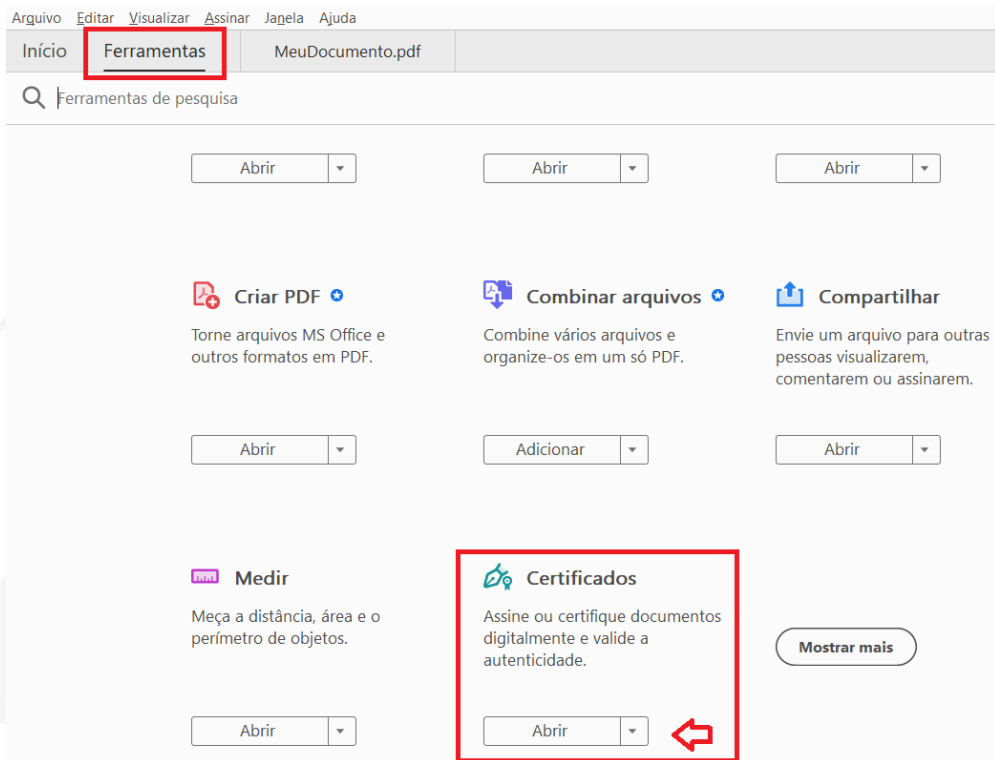 Arquivo Editar Visualizar Assinar Janela Ajuda
Início Ferramentas MeuDocumento.pdf
Ferramentas de pesquisa
Abrir Abrir Abrir
Criar PDF
Torne arquivos MS Office e
outros formatos em PDF.
Abrir
Combinar arquivos
Combine vários arquivos e
organize-os em um só PDF.
Adicionar
Compartilhar
Envie um arquivo para outras
pessoas visualizarem,
comentarem ou assinarem.
Abrir
Medir
Meça a distância, área e o
perímetro de objetos.
Abrir
Certificados
Assine ou certifique documentos
digitalmente e valide a
autenticidade.
Abrir
Mostrar mais